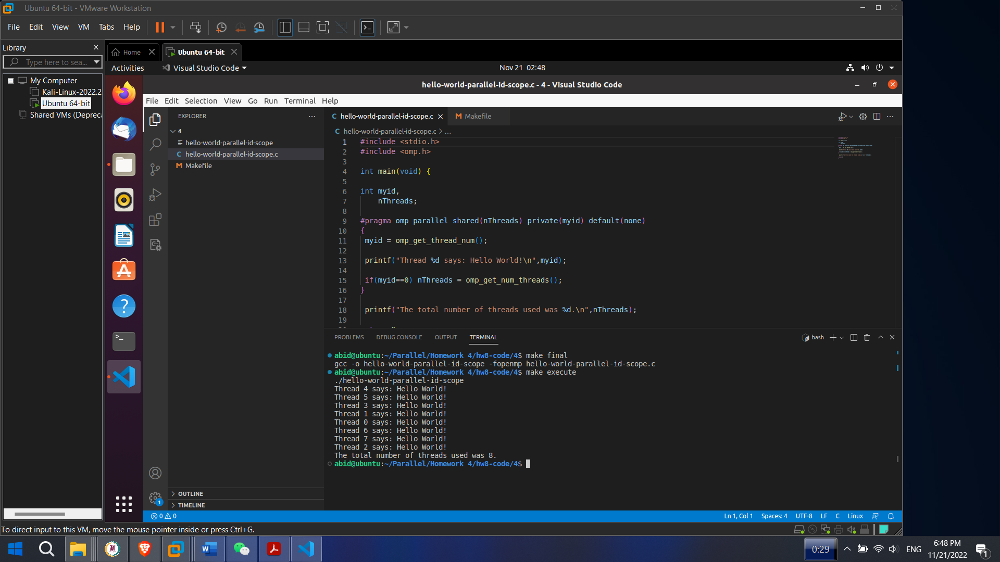 Ubuntu 64-bit - VMware Workstation
File Edit View VM Tabs Help
Library
Type here to sea...
My Computer
Kali-Linux-2022.2
Ubuntu 64-bit
Shared VMs (Depreca
Home
Ubuntu 64-bit
Activities
Visual Studio Code
Nov 21 02:48
hello-world-parallel-id-scope.c - 4 - Visual Studio Code
File Edit Selection View Go Run Terminal Help
EXPLORER
4
hello-world-parallel-id-scope
C hello-world-parallel-id-scope.c
M Makefile
OUTLINE
TIMELINE
C hello-world-parallel-id-scope.c
M Makefile
C hello-world-parallel-id-scope.c > ...
1 #include <stdio.h>
2 #include <omp.h>
3
4 int main(void) {
5
6 int myid,
7 nThreads;
8
9 #pragma omp parallel shared(nThreads) private(myid) default(none)
10 {
11 myid = omp_get_thread_num();
12
13 printf("Thread %d says: Hello World!\n",myid);
14
15 if(myid==0) nThreads = omp_get_num_threads();
16 }
17
18 printf("The total number of threads used was %d.\n",nThreads);
19
PROBLEMS DEBUG CONSOLE OUTPUT TERMINAL
bash
abid@ubuntu:~/Parallel/Homework 4/hw8-code/4$ make final
gcc -o hello-world-parallel-id-scope -fopenmp hello-world-parallel-id-scope.c
abid@ubuntu:~/Parallel/Homework 4/hw8-code/4$ make execute
./hello-world-parallel-id-scope
Thread 4 says: Hello World!
Thread 5 says: Hello World!
Thread 3 says: Hello World!
Thread 1 says: Hello World!
Thread 0 says: Hello World!
Thread 6 says: Hello World!
Thread 7 says: Hello World!
Thread 2 says: Hello World!
The total number of threads used was 8.
abid@ubuntu:~/Parallel/Homework 4/hw8-code/4$
1
0 0
Ln 1, Col 1 Spaces: 4 UTF-8 LF C Linux
To direct input to this VM, move the mouse pointer inside or press Ctrl+G.
0:29
ENG
6:48 PM
11/21/2022
1